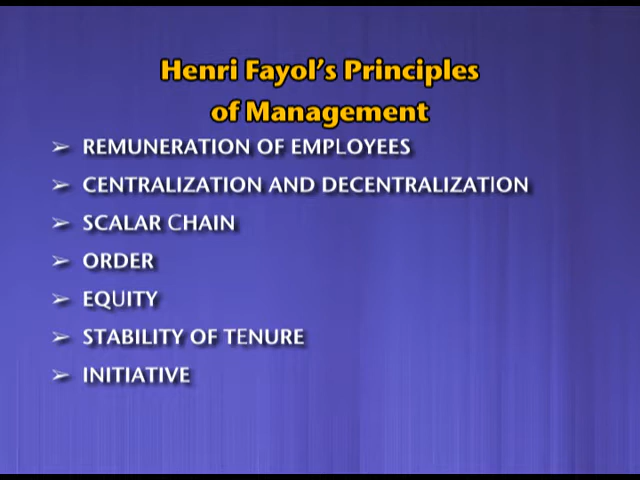 Henri Fayol's Principles
of Management
➢ REMUNERATION OF EMPLOYEES
➢ CENTRALIZATION AND DECENTRALIZATION
➢ SCALAR CHAIN
➢ ORDER
➢ EQUITY
➢ STABILITY OF TENURE
➢ INITIATIVE